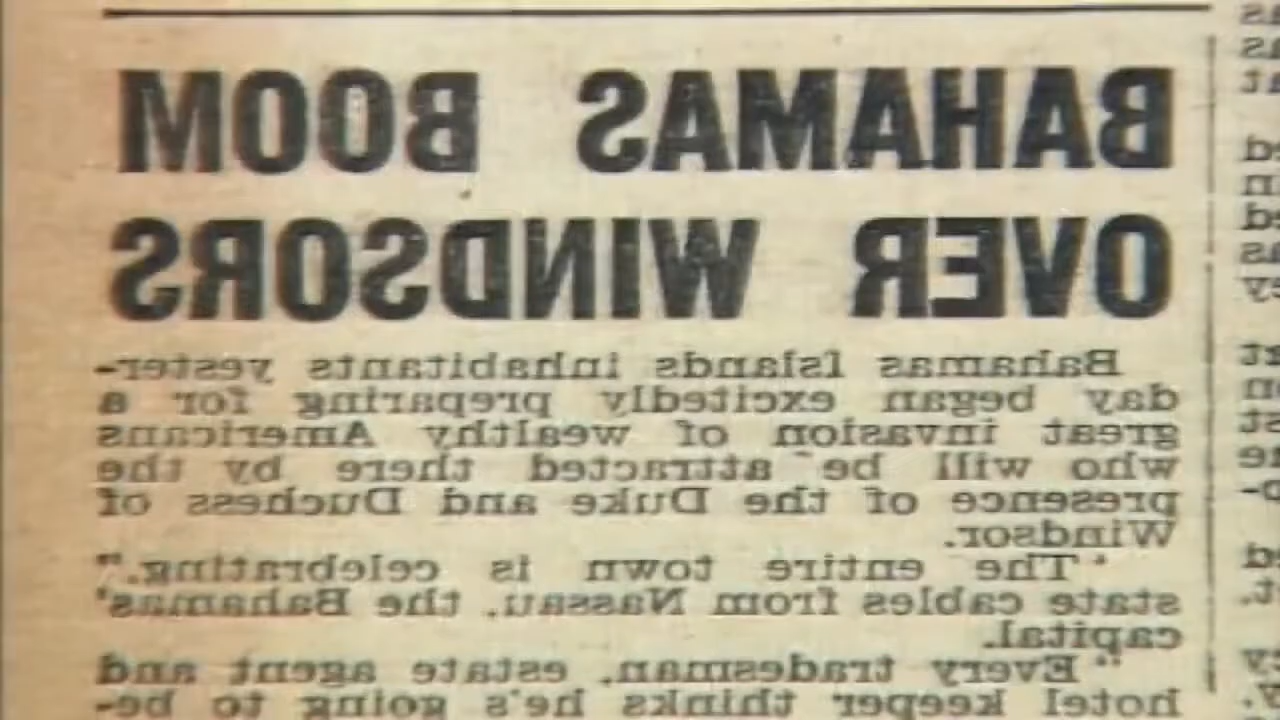 BAHAMAS BOOM
OVER WINDSORS
Bahamas Islands inhabitants yester-
day began excitedly preparing for a
great invasion of wealthy Americans
who will be attracted there by the
presence of the Duke and Duchess of
Windsor.
"The entire town is celebrating,"
state cables from Nassau, the Bahamas'
capital.
"Every tradesman, estate agent and
hotel keeper thinks he's going to be-